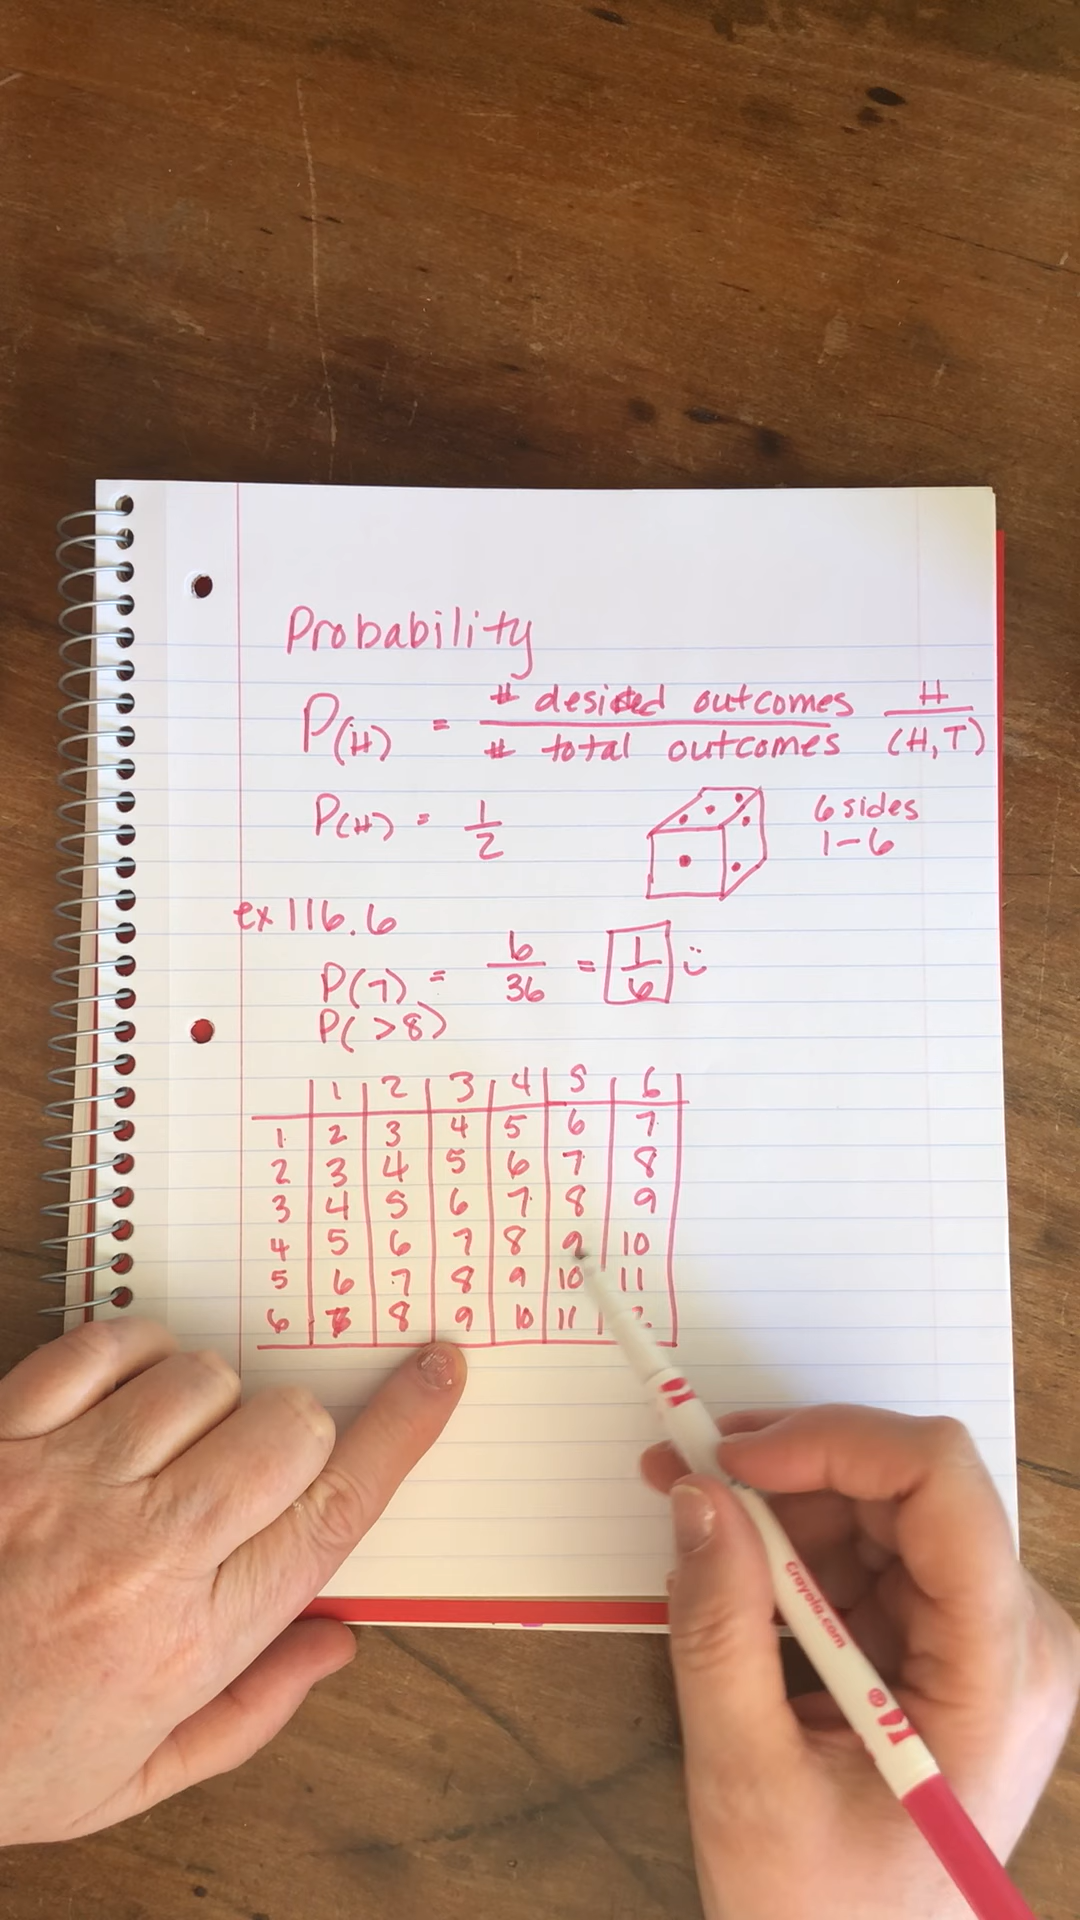 Probability
P(H) = # desired outcomes / # total outcomes H / (H, T)
P(H) = 1/2
6 sides
1-6
ex 116.6
P(7) = 6/36 = 1/6 :)
P(>8)
1 2 3 4 5 6
1 2 3 4 5 6 7
2 3 4 5 6 7 8
3 4 5 6 7 8 9
4 5 6 7 8 9 10
5 6 7 8 9 10 11
6 7 8 9 10 11
crayola.com